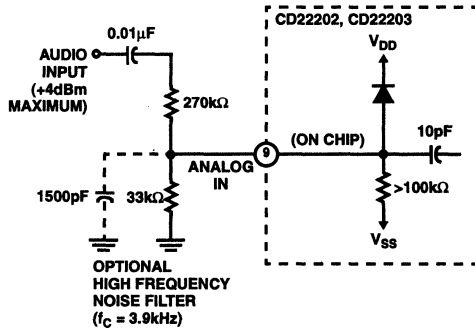 CD22202, CD22203
0.01μF
V_DD
AUDIO
INPUT
(+4dBm
MAXIMUM)
270kΩ
10pF
9
(ON CHIP)
ANALOG
IN
1500pF
33kΩ
>100kΩ
V_SS
OPTIONAL
HIGH FREQUENCY
NOISE FILTER
(f_C = 3.9kHz)